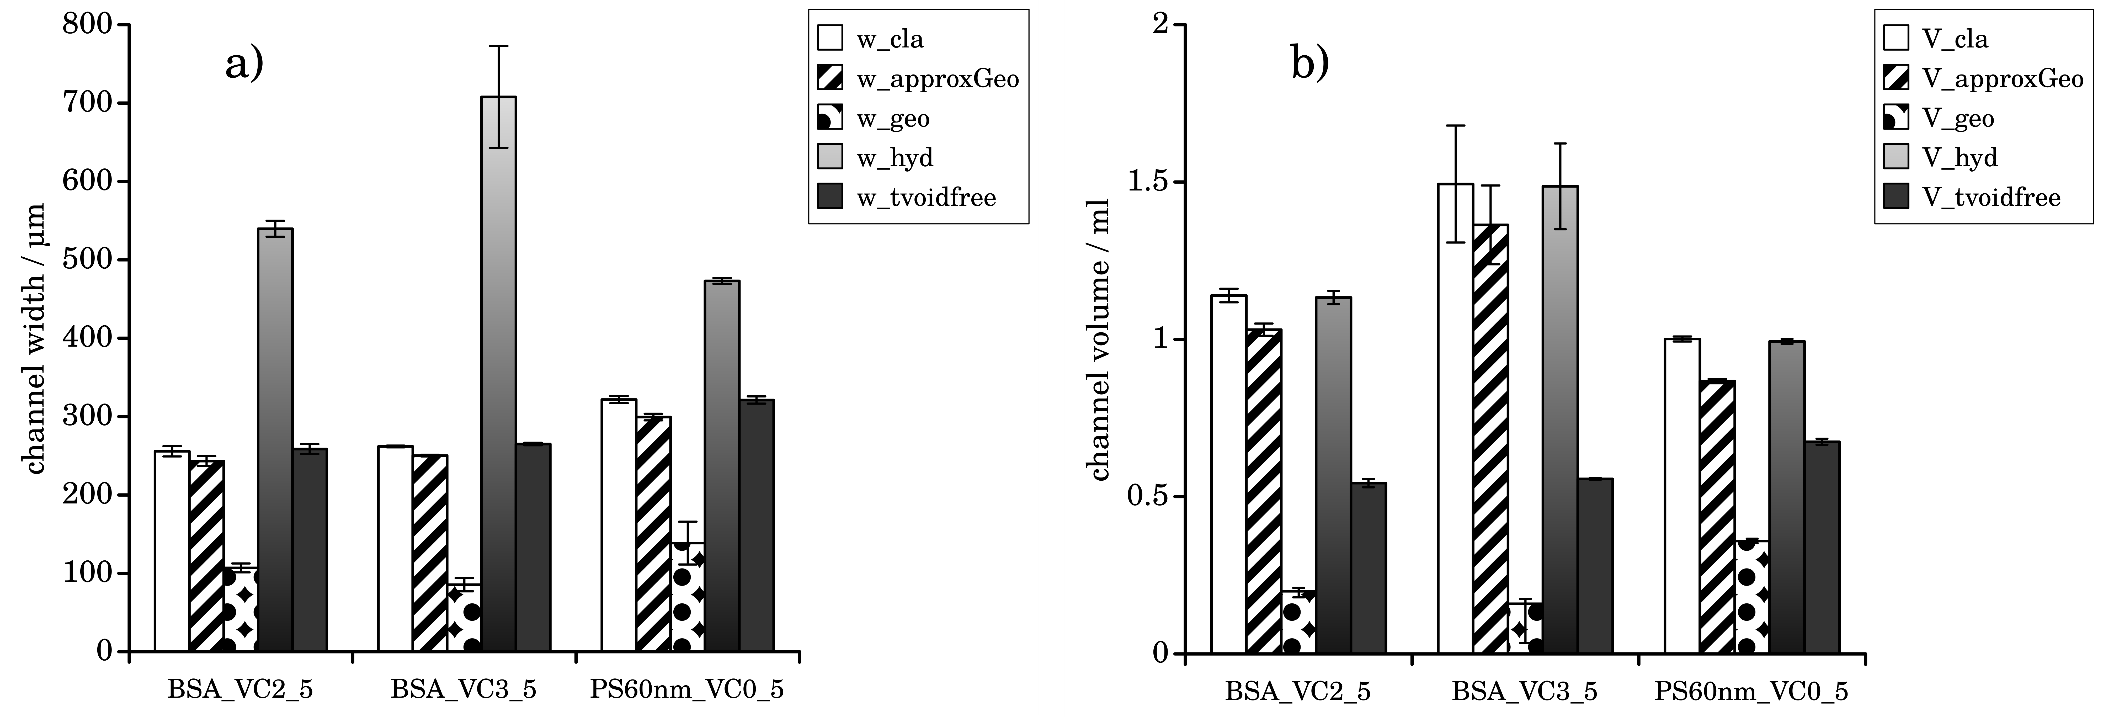 a)
channel width / µm
800
700
600
500
400
300
200
100
0
BSA_VC2_5
BSA_VC3_5
PS60nm_VC0_5
w_cla
w_approxGeo
w_geo
w_hyd
w_tvoidfree
b)
channel volume / ml
2
1.5
1
0.5
0
BSA_VC2_5
BSA_VC3_5
PS60nm_VC0_5
V_cla
V_approxGeo
V_geo
V_hyd
V_tvoidfree